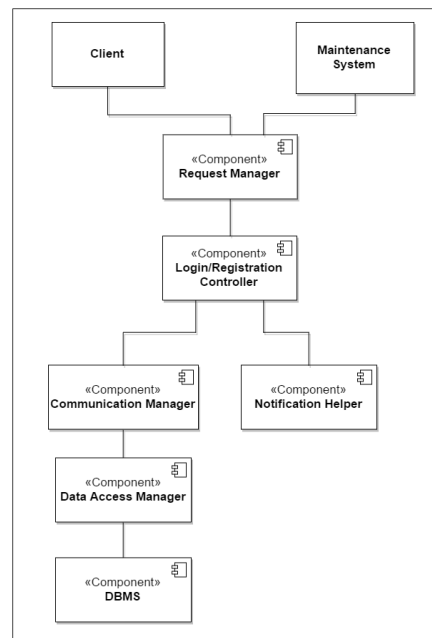 Client
Maintenance
System
«Component»
Request Manager
«Component»
Login/Registration
Controller
«Component»
Communication Manager
«Component»
Notification Helper
«Component»
Data Access Manager
«Component»
DBMS